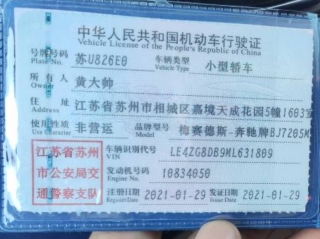 中华人民共和国机动车行驶证
Vehicle License of the People's Republic of China
号牌号码 苏U826E0 车辆类型 小型轿车
Plate No. Vehicle Type
所有人 黄大帅
Owner
住址 江苏省苏州市相城区嘉境天成花园5幢1603室
Address
使用性质 非营运 品牌型号 梅赛德斯-奔驰牌BJ7205M
Use Character Model
江苏省苏州 车辆识别代号 LE4ZG8DB9ML631809
VIN
市公安局交 发动机号码 10834050
Engine No.
通警察支队 注册日期 2021-01-29 发证日期 2021-01-29
Register Date Issue Date